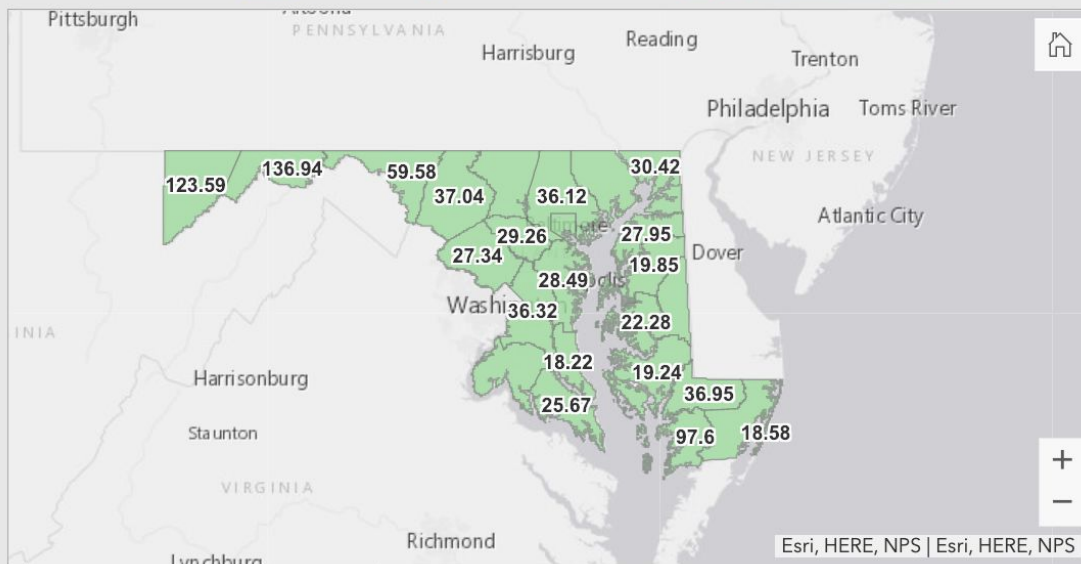 Pittsburgh
PENNSYLVANIA
Harrisburg
Reading
Trenton
Philadelphia
Toms River
NEW JERSEY
123.59
136.94
59.58
37.04
36.12
30.42
Atlantic City
29.26
27.95
27.34
19.85
Dover
28.49
Washi
36.32
22.28
INIA
18.22
19.24
Harrisonburg
36.95
25.67
Staunton
97.6
18.58
VIRGINIA
+
−
Richmond
Esri, HERE, NPS | Esri, HERE, NPS